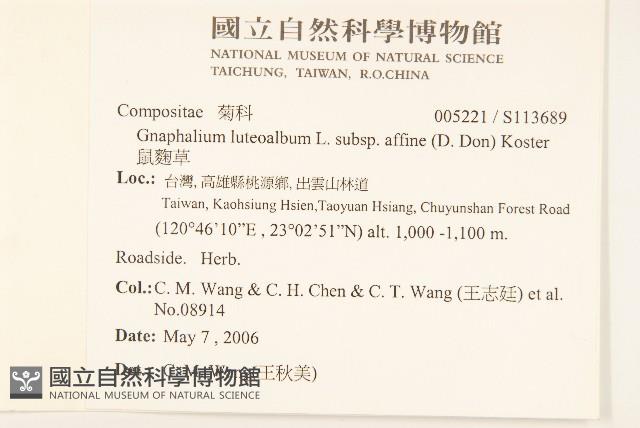 國立自然科學博物館
NATIONAL MUSEUM OF NATURAL SCIENCE
TAICHUNG, TAIWAN, R.O.CHINA
Compositae 菊科 005221 / S113689
Gnaphalium luteoalbum L. subsp. affine (D. Don) Koster
鼠麴草
Loc.: 台灣, 高雄縣桃源鄉, 出雲山林道
Taiwan, Kaohsiung Hsien,Taoyuan Hsiang, Chuyunshan Forest Road
(120°46'10"E , 23°02'51"N) alt. 1,000 -1,100 m.
Roadside. Herb.
Col.: C. M. Wang & C. H. Chen & C. T. Wang (王志廷) et al.
No.08914
Date: May 7 , 2006
王秋美)
國立自然科學博物館
NATIONAL MUSEUM OF NATURAL SCIENCE